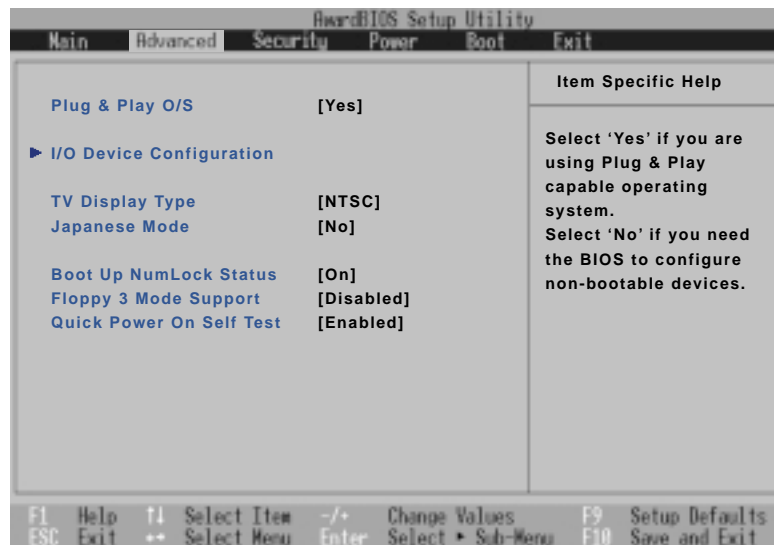 AwardBIOS Setup Utility
Main Advanced Security Power Boot Exit
Plug & Play O/S [Yes]
I/O Device Configuration
TV Display Type [NTSC]
Japanese Mode [No]
Boot Up NumLock Status [On]
Floppy 3 Mode Support [Disabled]
Quick Power On Self Test [Enabled]
Item Specific Help
Select ‘Yes’ if you are
using Plug & Play
capable operating
system.
Select ‘No’ if you need
the BIOS to configure
non-bootable devices.
F1 Help ↑↓ Select Item -/+ Change Values F9 Setup Defaults
ESC Exit ↔ Select Menu Enter Select ▸ Sub-Menu F10 Save and Exit